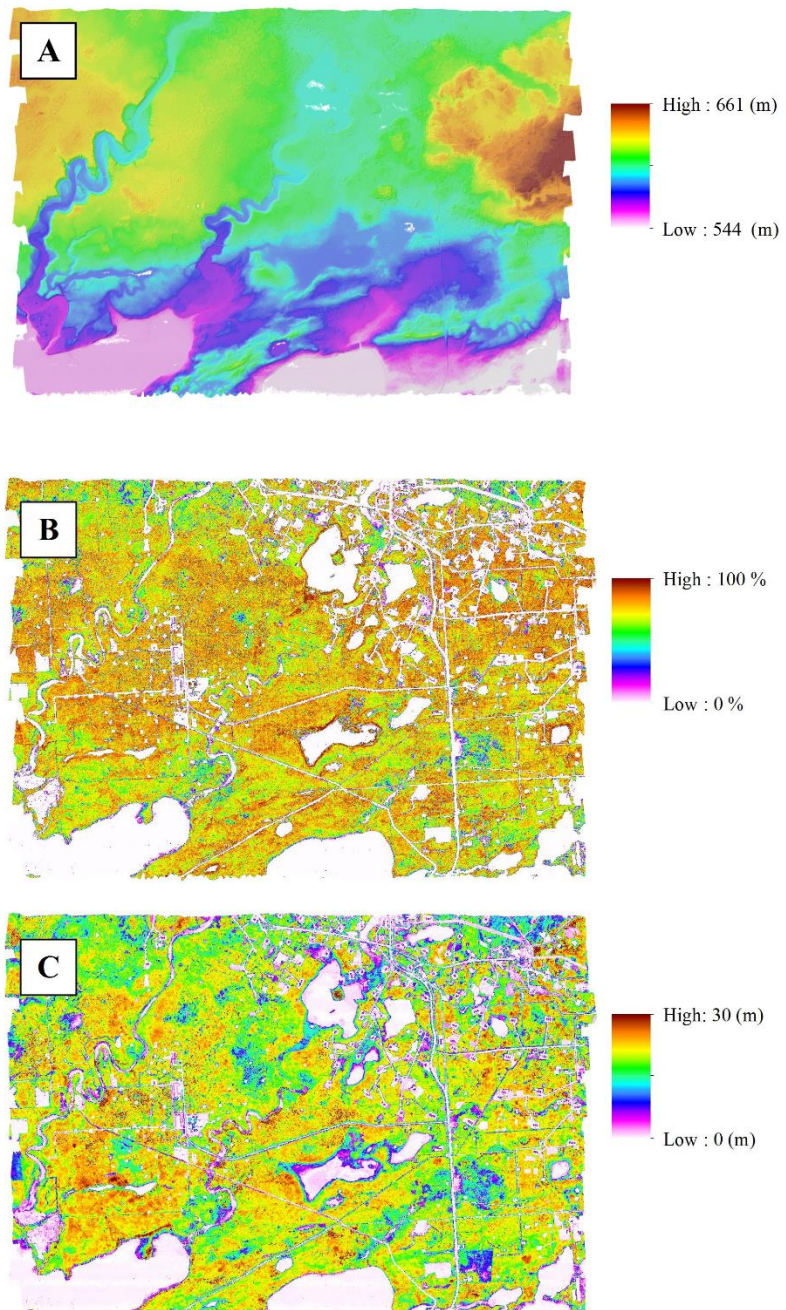 A
High : 661 (m)
Low : 544 (m)
B
High : 100 %
Low : 0 %
C
High: 30 (m)
Low : 0 (m)